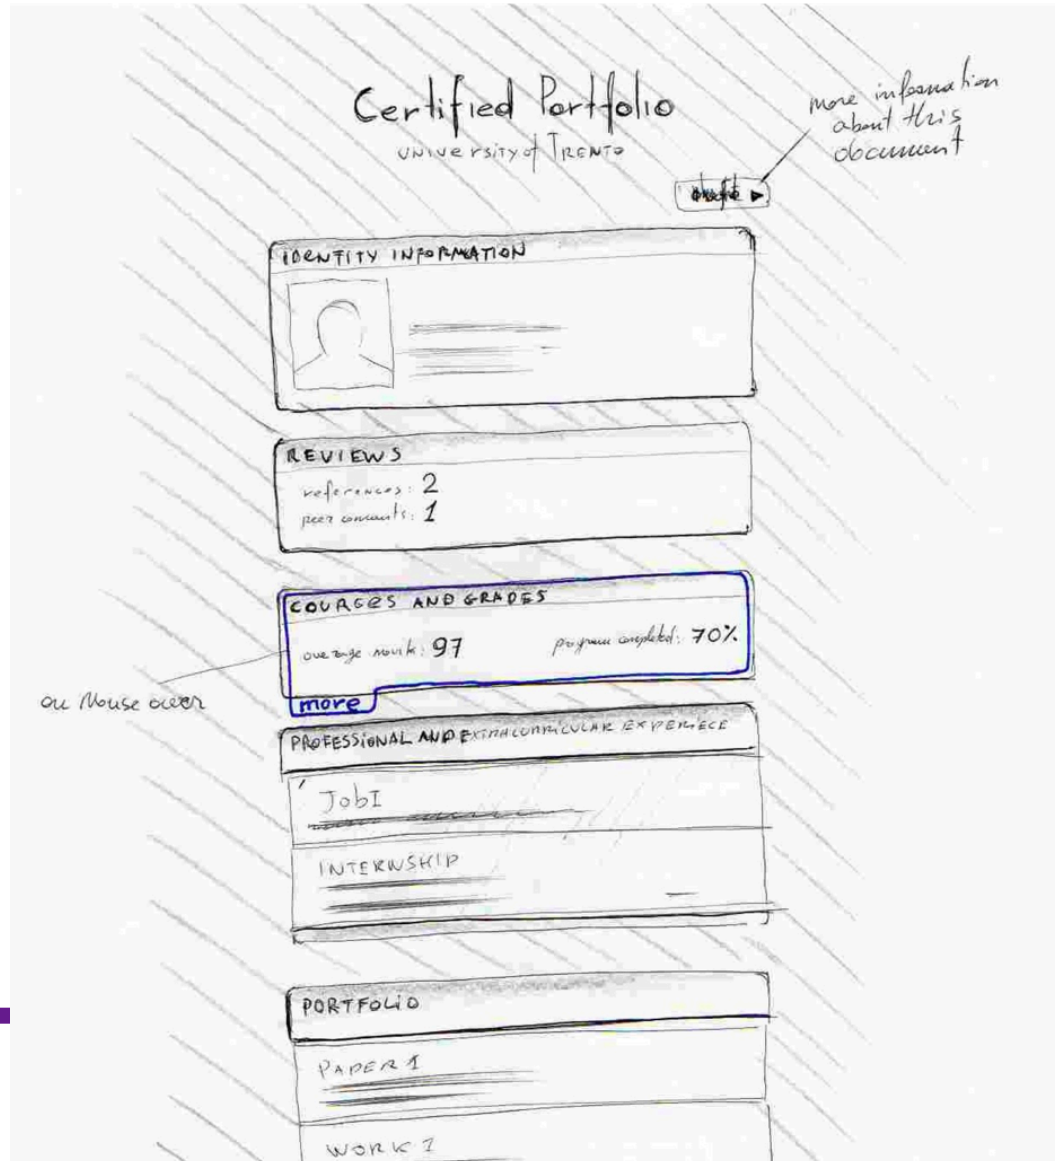 Certified Portfolio
UNIVERSITY of TRENTO
more information
about this
document
IDENTITY INFORMATION
REVIEWS
references: 2
peer comments: 1
COURSES AND GRADES
average mark: 97
program completed: 70%
on Mouse over
more
PROFESSIONAL AND EXTRACURRICULAR EXPERIECE
Job1
INTERNSHIP
PORTFOLIO
PAPER 1
WORK 1